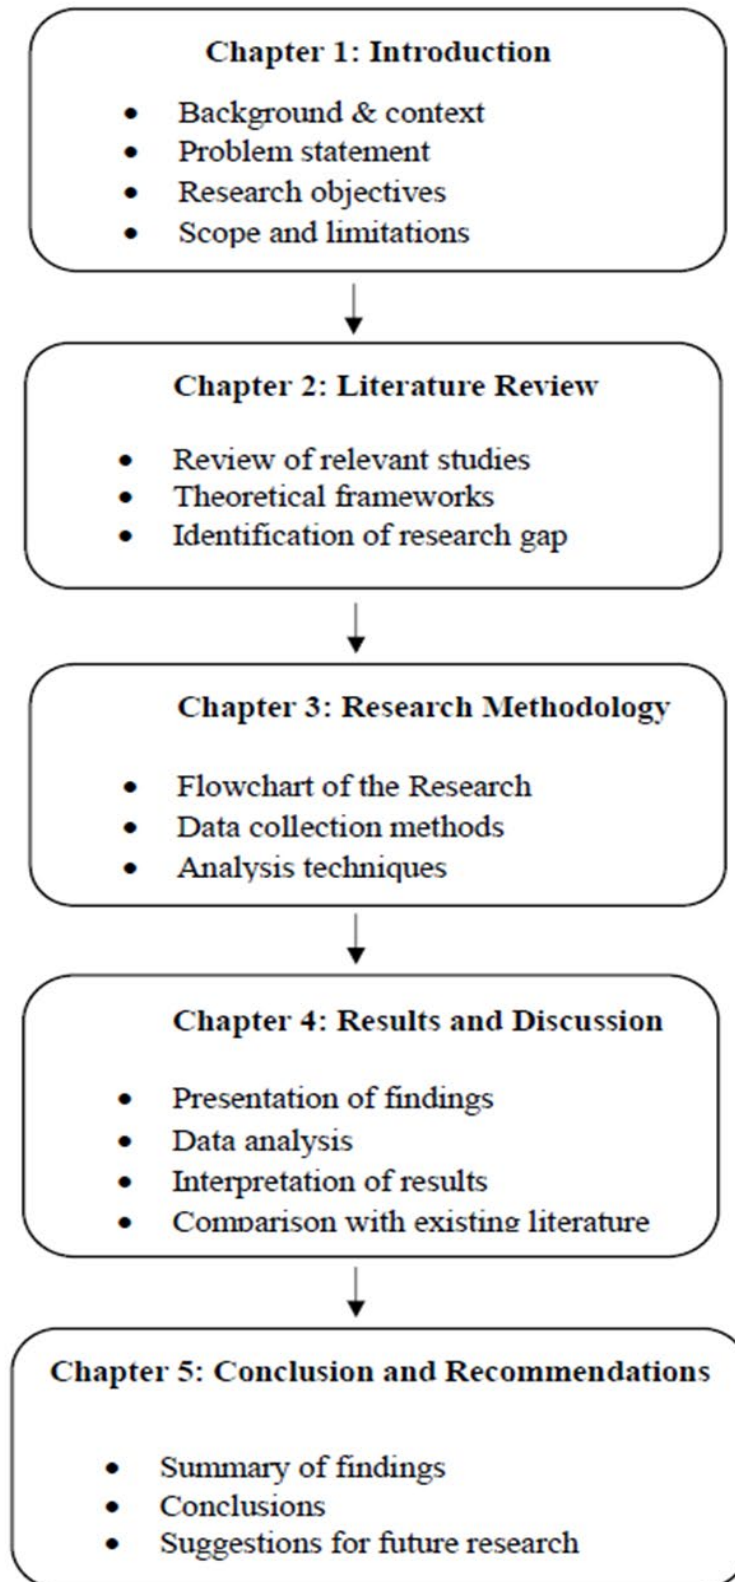 Chapter 1: Introduction
• Background & context
• Problem statement
• Research objectives
• Scope and limitations
Chapter 2: Literature Review
• Review of relevant studies
• Theoretical frameworks
• Identification of research gap
Chapter 3: Research Methodology
• Flowchart of the Research
• Data collection methods
• Analysis techniques
Chapter 4: Results and Discussion
• Presentation of findings
• Data analysis
• Interpretation of results
• Comparison with existing literature
Chapter 5: Conclusion and Recommendations
• Summary of findings
• Conclusions
• Suggestions for future research